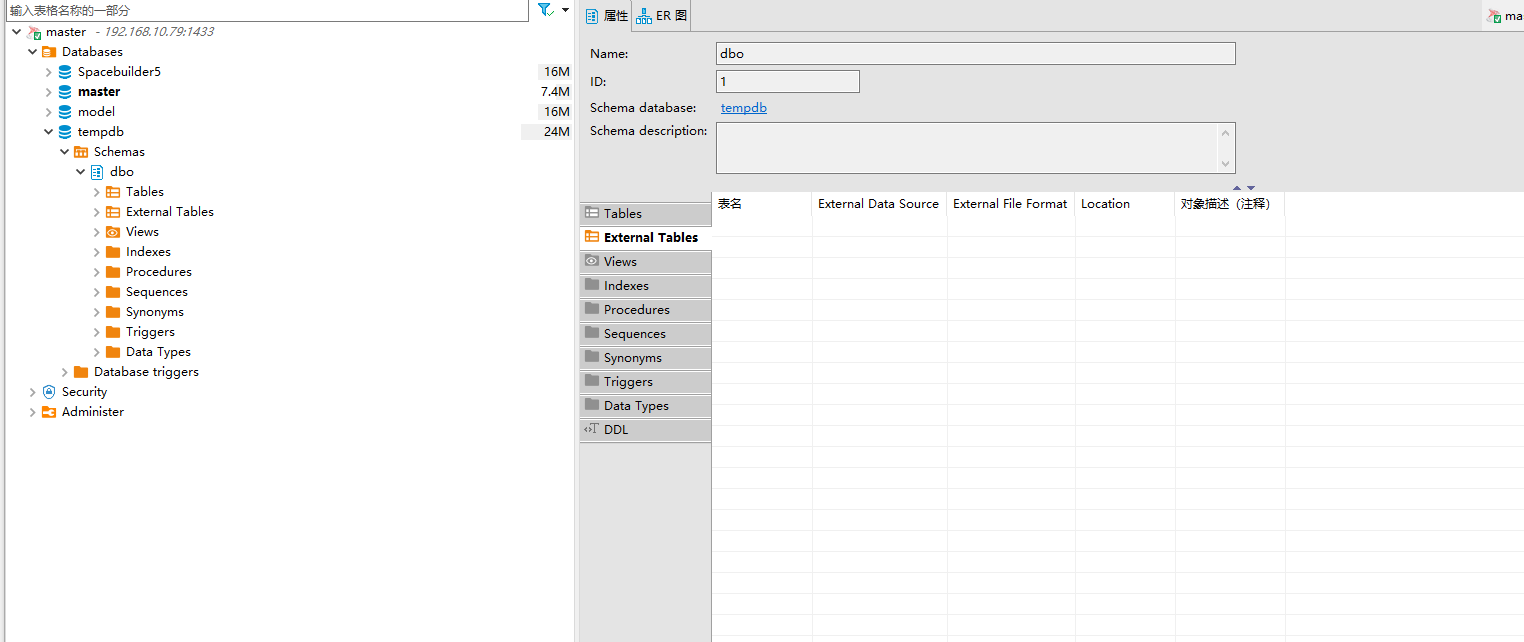 输入表格名称的一部分
master - 192.168.10.79:1433
Databases
Spacebuilder5 16M
master 7.4M
model 16M
tempdb 24M
Schemas
dbo
Tables
External Tables
Views
Indexes
Procedures
Sequences
Synonyms
Triggers
Data Types
Database triggers
Security
Administer
属性 ER 图 ma
Name: dbo
ID: 1
Schema database: tempdb
Schema description:
Tables
External Tables
Views
Indexes
Procedures
Sequences
Synonyms
Triggers
Data Types
DDL
表名 External Data Source External File Format Location 对象描述（注释）